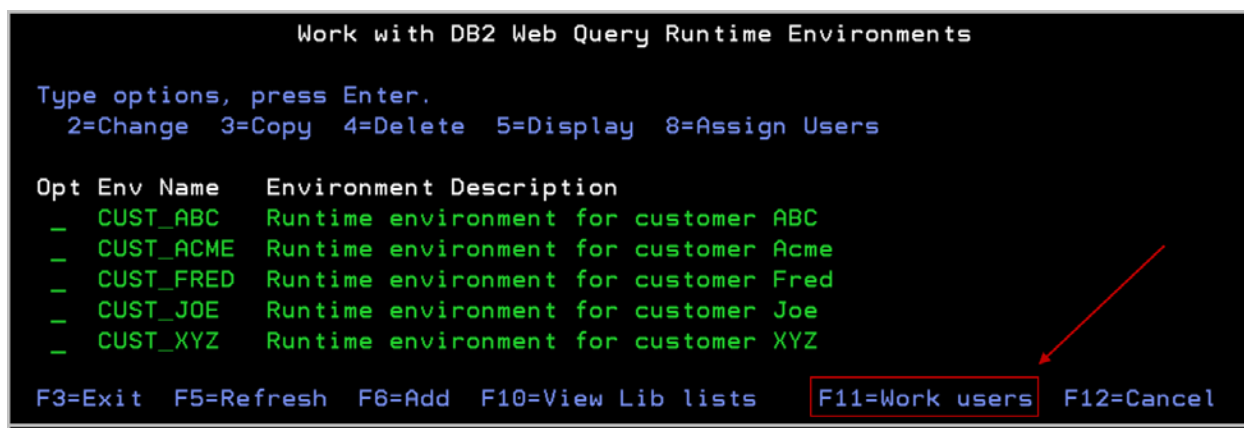 Work with DB2 Web Query Runtime Environments
Type options, press Enter.
2=Change 3=Copy 4=Delete 5=Display 8=Assign Users
Opt Env Name Environment Description
_ CUST_ABC Runtime environment for customer ABC
_ CUST_ACME Runtime environment for customer Acme
_ CUST_FRED Runtime environment for customer Fred
_ CUST_JOE Runtime environment for customer Joe
_ CUST_XYZ Runtime environment for customer XYZ
F3=Exit F5=Refresh F6=Add F10=View Lib lists F11=Work users F12=Cancel